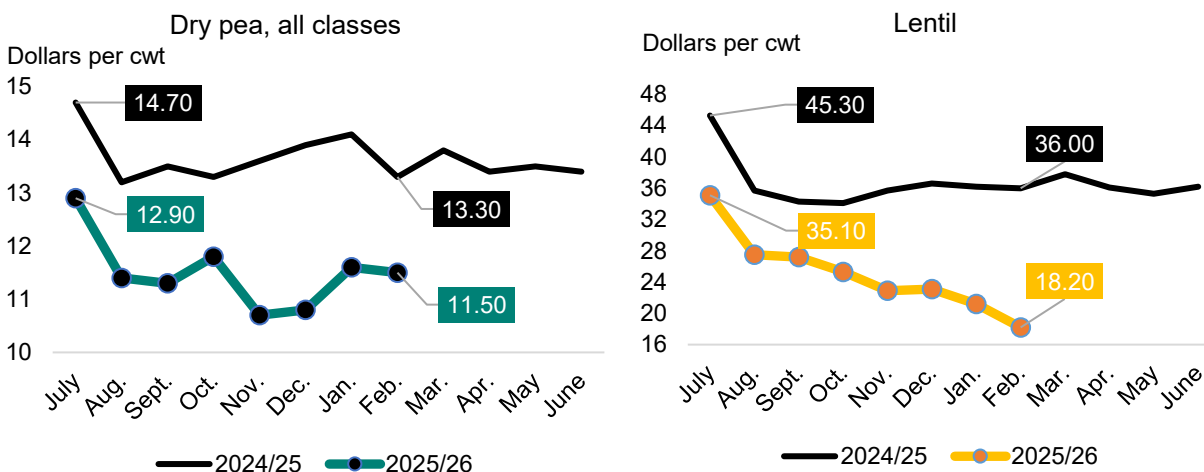 Dry pea, all classes
Dollars per cwt
15
14
13
12
11
10
14.70
12.90
13.30
11.50
July
Aug.
Sept.
Oct.
Nov.
Dec.
Jan.
Feb.
Mar.
Apr.
May
June
2024/25
2025/26
Lentil
Dollars per cwt
48
44
40
36
32
28
24
20
16
45.30
36.00
35.10
18.20
July
Aug.
Sept.
Oct.
Nov.
Dec.
Jan.
Feb.
Mar.
Apr.
May
June
2024/25
2025/26